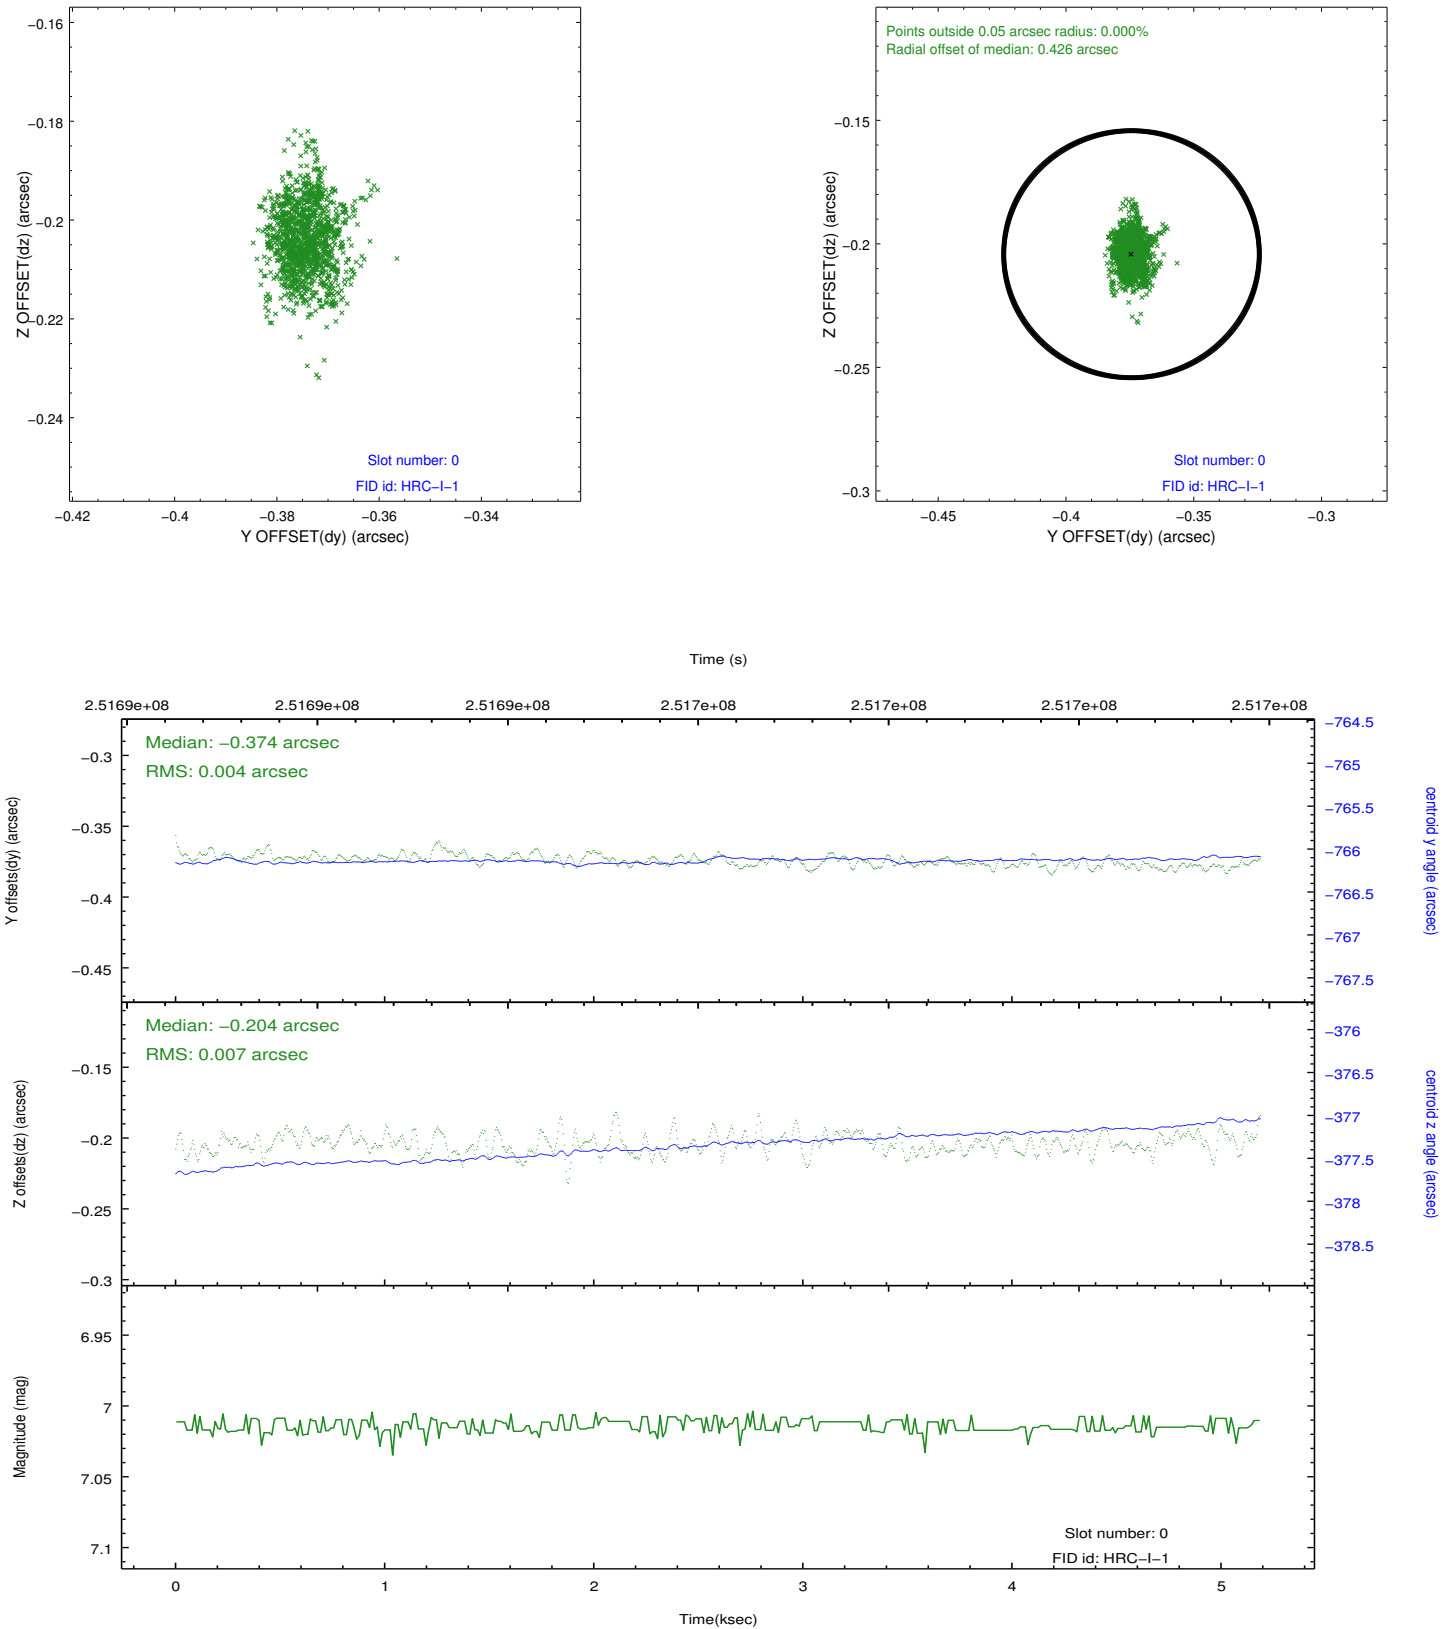 −0.16
−0.18
−0.2
−0.22
−0.24
Z OFFSET(dz) (arcsec)
Slot number: 0
FID id: HRC−I−1
−0.42 −0.4 −0.38 −0.36 −0.34
Y OFFSET(dy) (arcsec)
Points outside 0.05 arcsec radius: 0.000%
Radial offset of median: 0.426 arcsec
−0.15
−0.2
−0.25
−0.3
Z OFFSET(dz) (arcsec)
Slot number: 0
FID id: HRC−I−1
−0.45 −0.4 −0.35 −0.3
Y OFFSET(dy) (arcsec)
Time (s)
2.5169e+08 2.5169e+08 2.5169e+08 2.517e+08 2.517e+08 2.517e+08 2.517e+08
Median: −0.374 arcsec
RMS: 0.004 arcsec
−0.3
−0.35
−0.4
−0.45
Y offsets(dy) (arcsec)
−764.5
−765
−765.5
−766
−766.5
−767
−767.5
centroid y angle (arcsec)
Median: −0.204 arcsec
RMS: 0.007 arcsec
−0.15
−0.2
−0.25
−0.3
Z offsets(dz) (arcsec)
−376
−376.5
−377
−377.5
−378
−378.5
centroid z angle (arcsec)
6.95
7
7.05
7.1
Magnitude (mag)
Slot number: 0
FID id: HRC−I−1
0 1 2 3 4 5
Time(ksec)